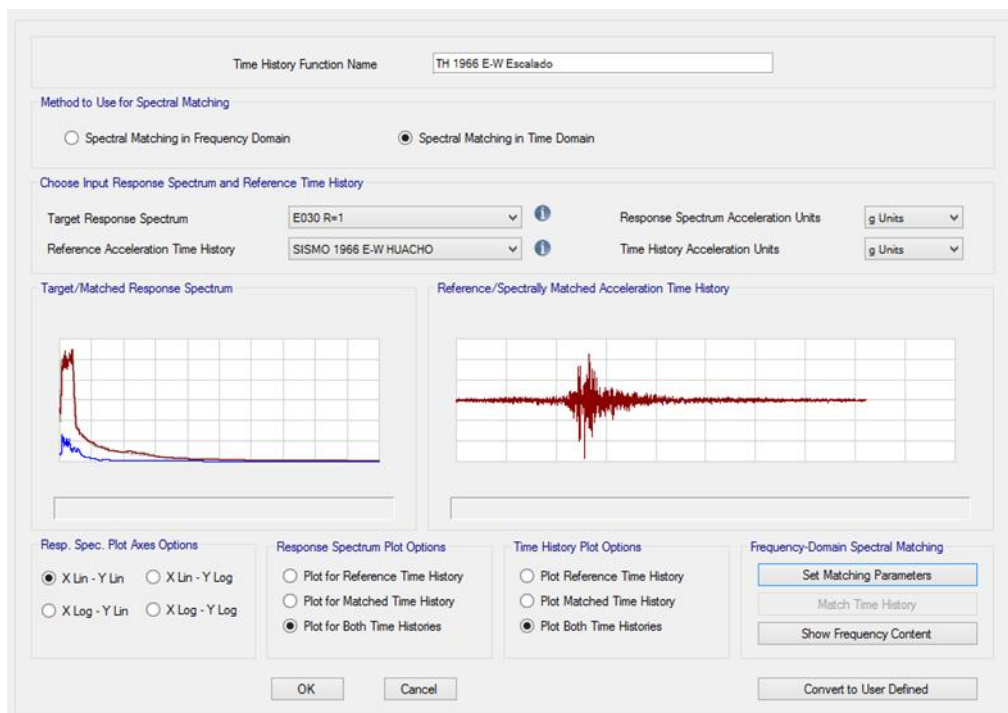 Time History Function Name
TH 1966 E-W Escalado
Method to Use for Spectral Matching
Spectral Matching in Frequency Domain
Spectral Matching in Time Domain
Choose Input Response Spectrum and Reference Time History
Target Response Spectrum
E030 R=1
Response Spectrum Acceleration Units
g Units
Reference Acceleration Time History
SISMO 1966 E-W HUACHO
Time History Acceleration Units
g Units
Target/Matched Response Spectrum
Reference/Spectrally Matched Acceleration Time History
Resp. Spec. Plot Axes Options
X Lin - Y Lin
X Lin - Y Log
X Log - Y Lin
X Log - Y Log
Response Spectrum Plot Options
Plot for Reference Time History
Plot for Matched Time History
Plot for Both Time Histories
Time History Plot Options
Plot Reference Time History
Plot Matched Time History
Plot Both Time Histories
Frequency-Domain Spectral Matching
Set Matching Parameters
Match Time History
Show Frequency Content
OK
Cancel
Convert to User Defined